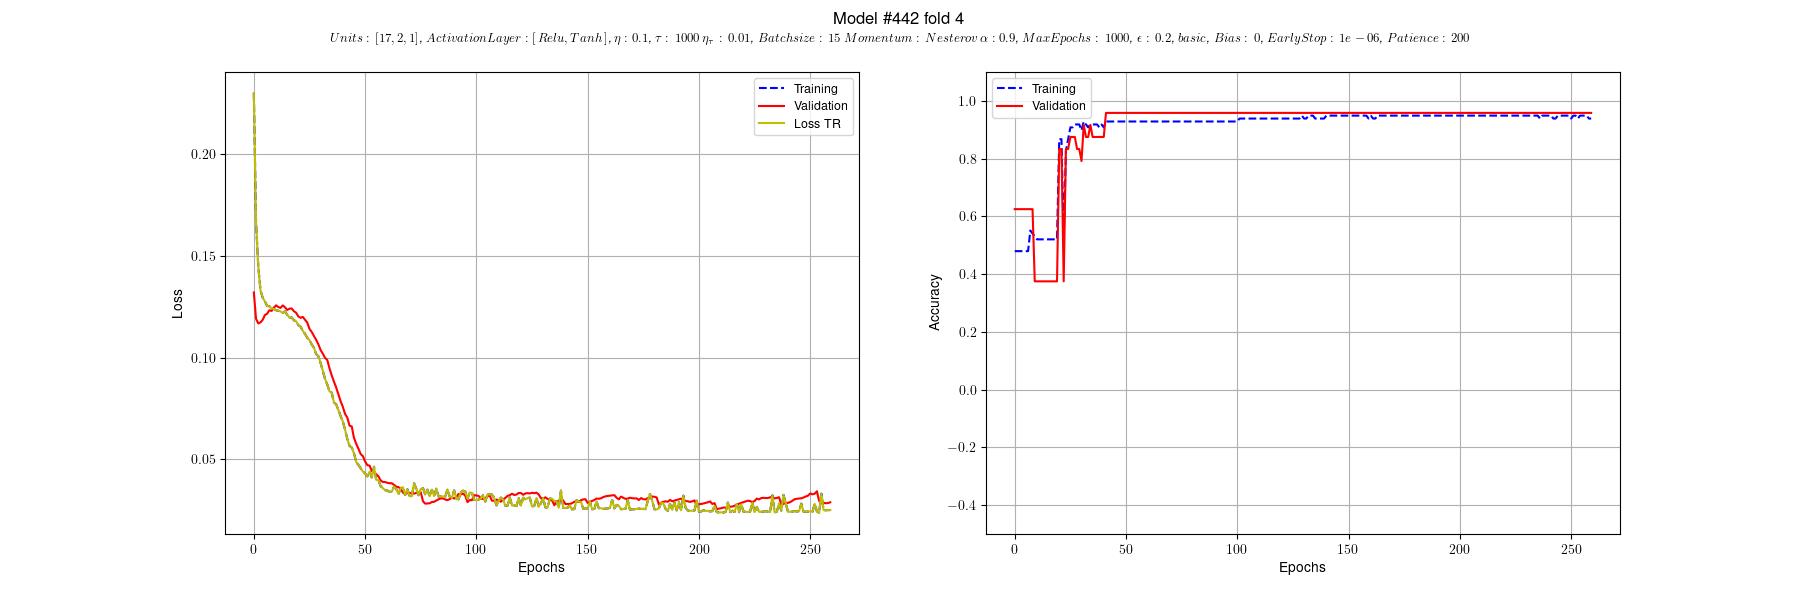 Model #442 fold 4
Units : [17, 2, 1], ActivationLayer : [Relu, Tanh], η : 0.1, τ : 1000 ητ : 0.01, Batchsize : 15 Momentum : Nesterov α : 0.9, MaxEpochs : 1000, ϵ : 0.2, basic, Bias : 0, EarlyStop : 1e − 06, Patience : 200
Training
Validation
Loss TR
0.20
0.15
0.10
0.05
Loss
0 50 100 150 200 250
Epochs
Training
Validation
1.0
0.8
0.6
0.4
0.2
0.0
−0.2
−0.4
Accuracy
0 50 100 150 200 250
Epochs